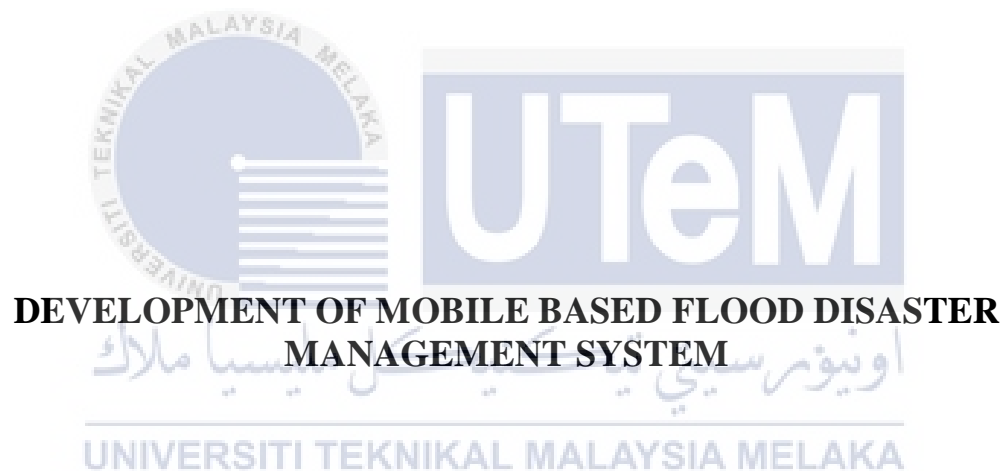 UNIVERSITI TEKNIKAL MALAYSIA MELAKA
UTeM
DEVELOPMENT OF MOBILE BASED FLOOD DISASTER
MANAGEMENT SYSTEM
اونيۏرسيتي تيكنيكل مليسيا ملاك
UNIVERSITI TEKNIKAL MALAYSIA MELAKA